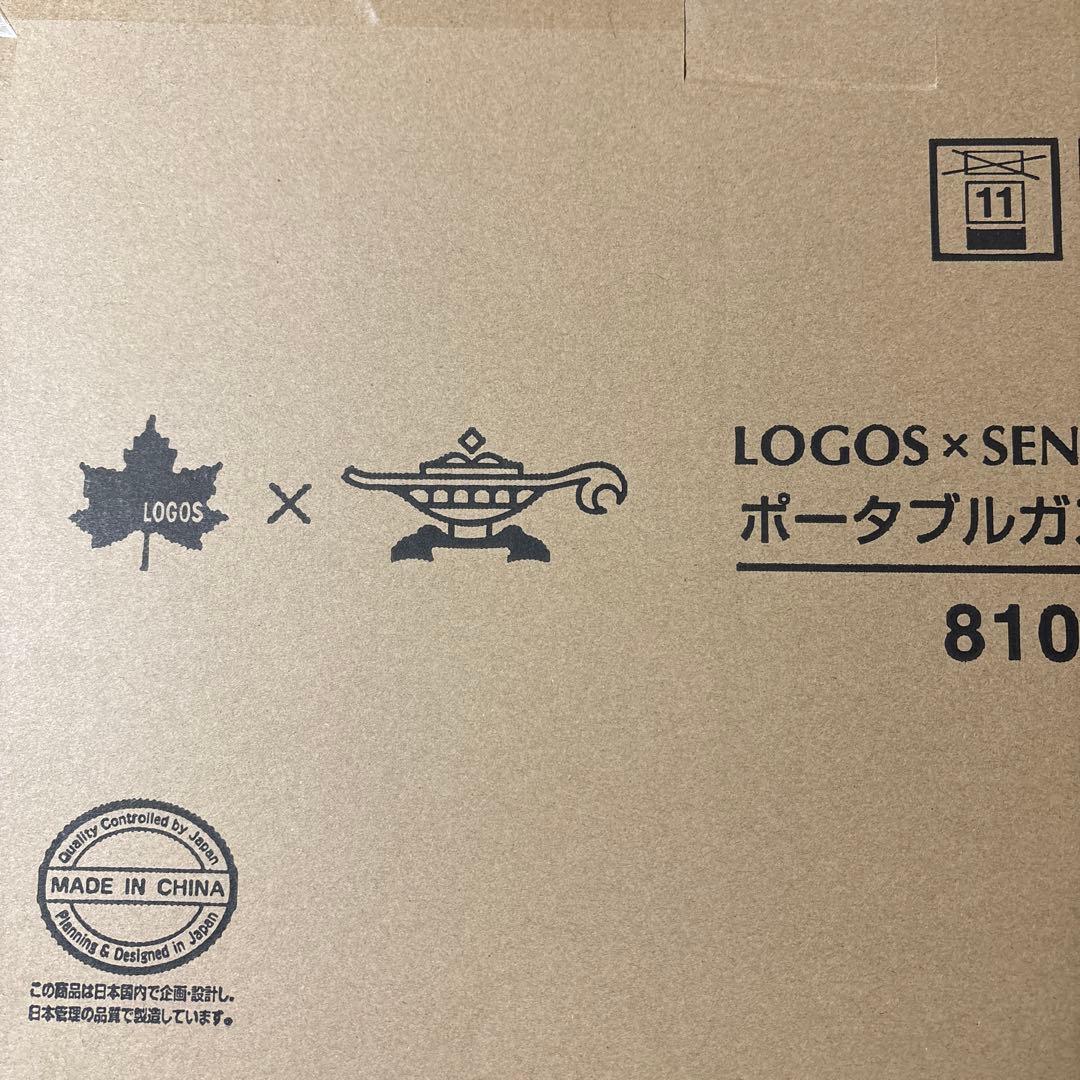 11
LOGOS
×
LOGOS × SEN
ポータブルガス
810
Quality Controlled by Japan
MADE IN CHINA
Planning & Designed in Japan
この商品は日本国内で企画・設計し、
日本管理の品質で製造しています。